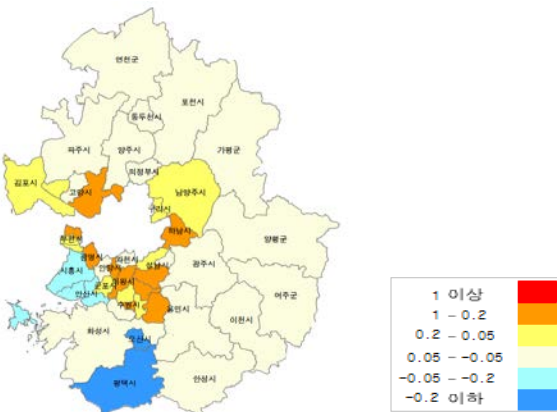 연천군
포천시
동두천시
파주시
양주시
가평군
의정부시
김포시
고양시
남양주시
구리시
하남시
부천시
양평군
광명시
과천시
안양시
성남시
광주시
시흥시
의왕시
군포시
여주군
안산시
수원시
용인시
이천시
화성시
오산시
평택시
안성시
1 이상
1 – 0.2
0.2 – 0.05
0.05 – -0.05
-0.05 – -0.2
-0.2 이하